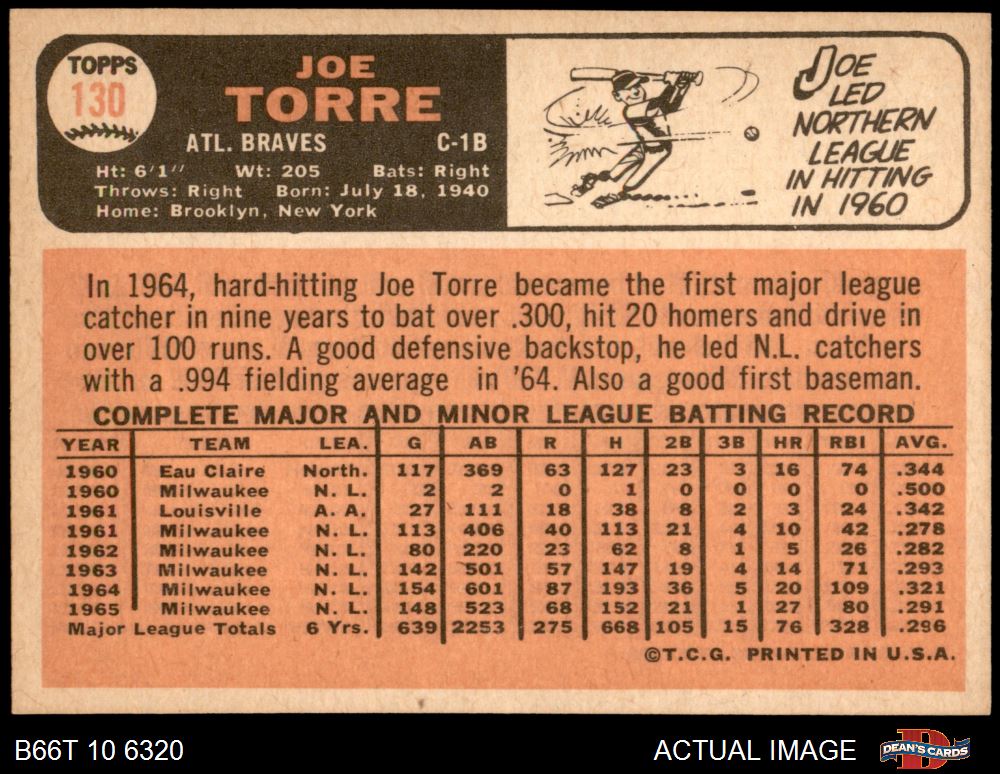 TOPPS
130
JOE
TORRE
ATL. BRAVES C-1B
Ht: 6'1" Wt: 205 Bats: Right
Throws: Right Born: July 18, 1940
Home: Brooklyn, New York
JOE
LED
NORTHERN
LEAGUE
IN HITTING
IN 1960
In 1964, hard-hitting Joe Torre became the first major league
catcher in nine years to bat over .300, hit 20 homers and drive in
over 100 runs. A good defensive backstop, he led N.L. catchers
with a .994 fielding average in '64. Also a good first baseman.
COMPLETE MAJOR AND MINOR LEAGUE BATTING RECORD
YEAR TEAM LEA. G AB R H 2B 3B HR RBI AVG.
1960 Eau Claire North. 117 369 63 127 23 3 16 74 .344
1960 Milwaukee N. L. 2 2 0 1 0 0 0 0 .500
1961 Louisville A. A. 27 111 18 38 8 2 3 24 .342
1961 Milwaukee N. L. 113 406 40 113 21 4 10 42 .278
1962 Milwaukee N. L. 80 220 23 62 8 1 5 26 .282
1963 Milwaukee N. L. 142 501 57 147 19 4 14 71 .293
1964 Milwaukee N. L. 154 601 87 193 36 5 20 109 .321
1965 Milwaukee N. L. 148 523 68 152 21 1 27 80 .291
Major League Totals 6 Yrs. 639 2253 275 668 105 15 76 328 .296
©T.C.G. PRINTED IN U.S.A.
B66T 10 6320
ACTUAL IMAGE
DEAN'S CARDS